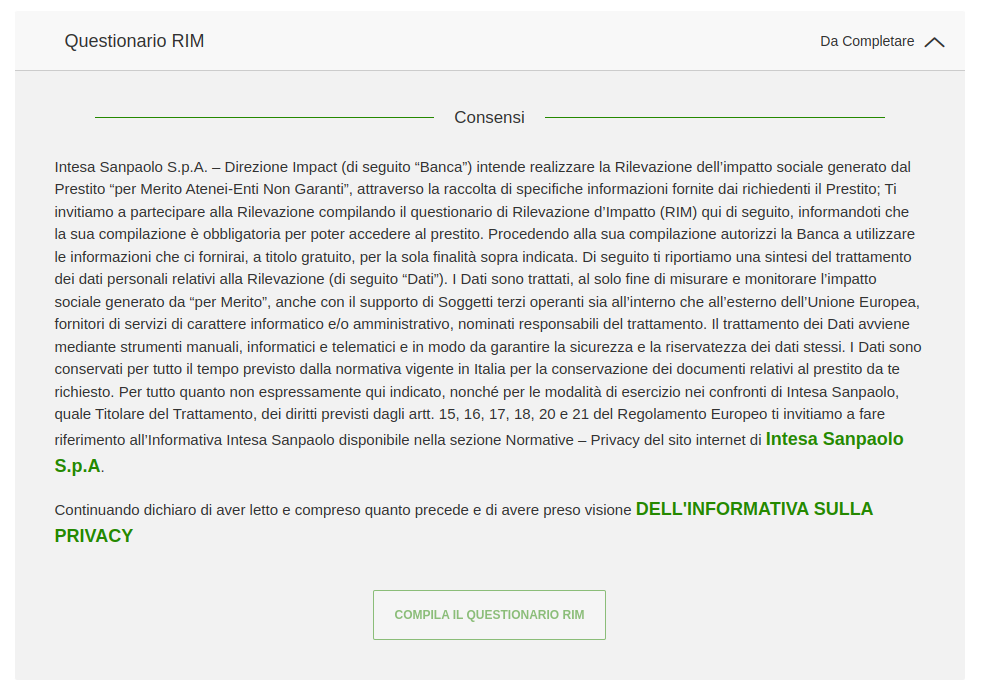 Questionario RIM
Da Completare
Consensi
Intesa Sanpaolo S.p.A. – Direzione Impact (di seguito “Banca”) intende realizzare la Rilevazione dell’impatto sociale generato dal
Prestito “per Merito Atenei-Enti Non Garanti”, attraverso la raccolta di specifiche informazioni fornite dai richiedenti il Prestito; Ti
invitiamo a partecipare alla Rilevazione compilando il questionario di Rilevazione d’Impatto (RIM) qui di seguito, informandoti che
la sua compilazione è obbligatoria per poter accedere al prestito. Procedendo alla sua compilazione autorizzi la Banca a utilizzare
le informazioni che ci fornirai, a titolo gratuito, per la sola finalità sopra indicata. Di seguito ti riportiamo una sintesi del trattamento
dei dati personali relativi alla Rilevazione (di seguito “Dati”). I Dati sono trattati, al solo fine di misurare e monitorare l’impatto
sociale generato da “per Merito”, anche con il supporto di Soggetti terzi operanti sia all’interno che all’esterno dell’Unione Europea,
fornitori di servizi di carattere informatico e/o amministrativo, nominati responsabili del trattamento. Il trattamento dei Dati avviene
mediante strumenti manuali, informatici e telematici e in modo da garantire la sicurezza e la riservatezza dei dati stessi. I Dati sono
conservati per tutto il tempo previsto dalla normativa vigente in Italia per la conservazione dei documenti relativi al prestito da te
richiesto. Per tutto quanto non espressamente qui indicato, nonché per le modalità di esercizio nei confronti di Intesa Sanpaolo,
quale Titolare del Trattamento, dei diritti previsti dagli artt. 15, 16, 17, 18, 20 e 21 del Regolamento Europeo ti invitiamo a fare
riferimento all’Informativa Intesa Sanpaolo disponibile nella sezione Normative – Privacy del sito internet di Intesa Sanpaolo
S.p.A.
Continuando dichiaro di aver letto e compreso quanto precede e di avere preso visione DELL'INFORMATIVA SULLA
PRIVACY
COMPILA IL QUESTIONARIO RIM